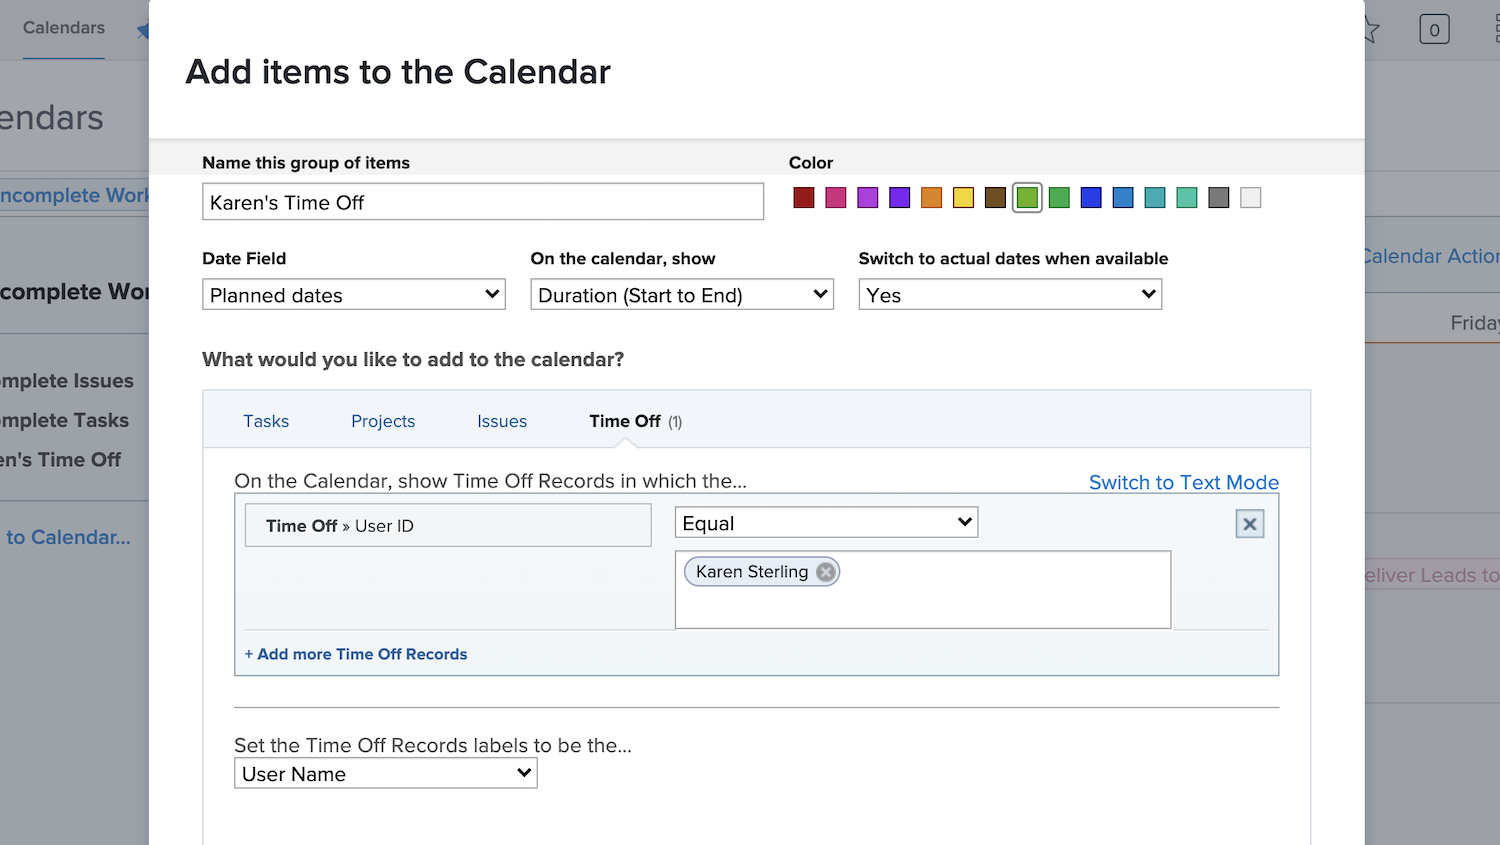 Calendars
0
Add items to the Calendar
endars
Name this group of items
Color
ncomplete Work
Karen's Time Off
Date Field
On the calendar, show
Switch to actual dates when available
Calendar Action
complete Wor
Planned dates
Duration (Start to End)
Yes
Friday
What would you like to add to the calendar?
mplete Issues
omplete Tasks
en's Time Off
Tasks
Projects
Issues
Time Off (1)
On the Calendar, show Time Off Records in which the...
Switch to Text Mode
Time Off » User ID
Equal
to Calendar...
Karen Sterling
eliver Leads to
+ Add more Time Off Records
Set the Time Off Records labels to be the...
User Name